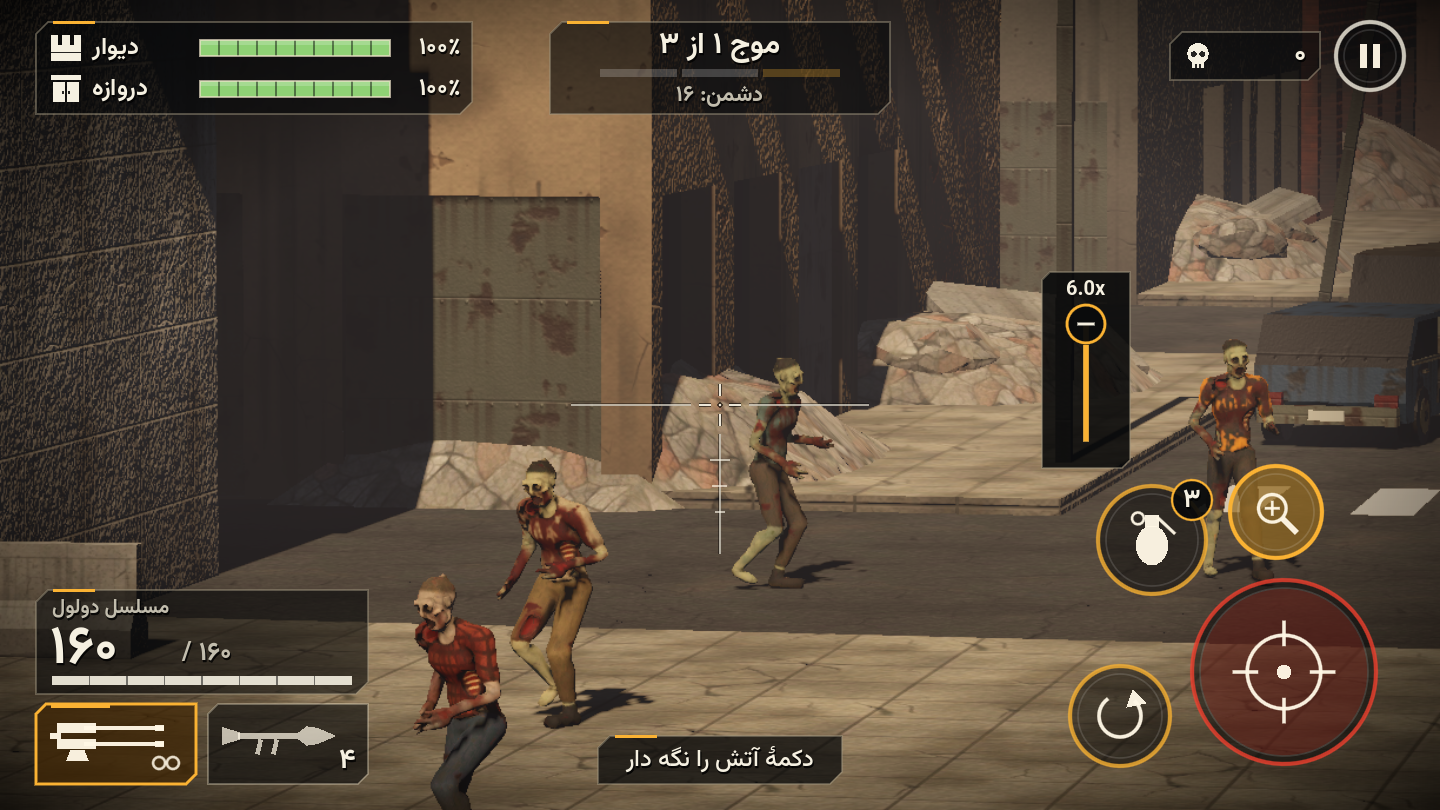 دیوار ۱۰۰٪
دروازه ۱۰۰٪
موج ۱ از ۳
دشمن: ۱۶
۰
6.0x
۳
مسلسل دولول
۱۶۰ / ۱۶۰
∞
۴
دکمهٔ آتش را نگه دار